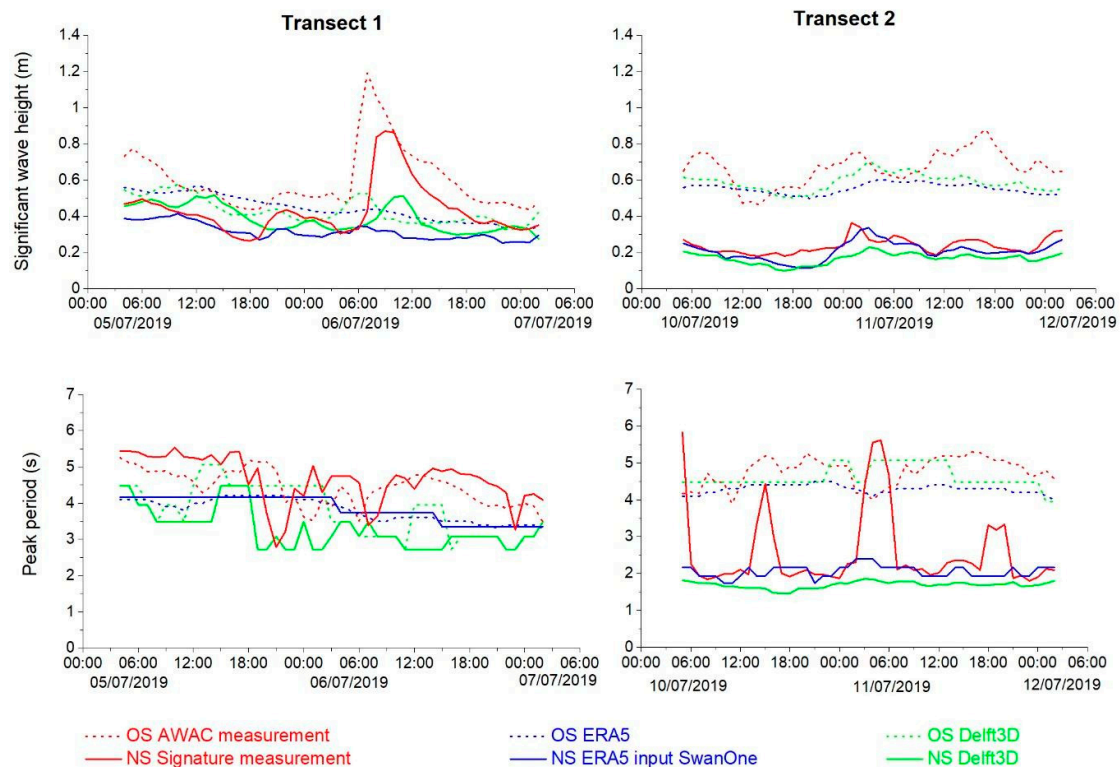 Transect 1
Transect 2
Significant wave height (m)
1.4
1.2
1
0.8
0.6
0.4
0.2
0
00:00 06:00 12:00 18:00 00:00 06:00 12:00 18:00 00:00 06:00
05/07/2019 06/07/2019 07/07/2019
1.4
1.2
1
0.8
0.6
0.4
0.2
0
00:00 06:00 12:00 18:00 00:00 06:00 12:00 18:00 00:00 06:00
10/07/2019 11/07/2019 12/07/2019
Peak period (s)
7
6
5
4
3
2
1
0
00:00 06:00 12:00 18:00 00:00 06:00 12:00 18:00 00:00 06:00
05/07/2019 06/07/2019 07/07/2019
7
6
5
4
3
2
1
0
00:00 06:00 12:00 18:00 00:00 06:00 12:00 18:00 00:00 06:00
10/07/2019 11/07/2019 12/07/2019
OS AWAC measurement OS ERA5 OS Delft3D
NS Signature measurement NS ERA5 input SwanOne NS Delft3D